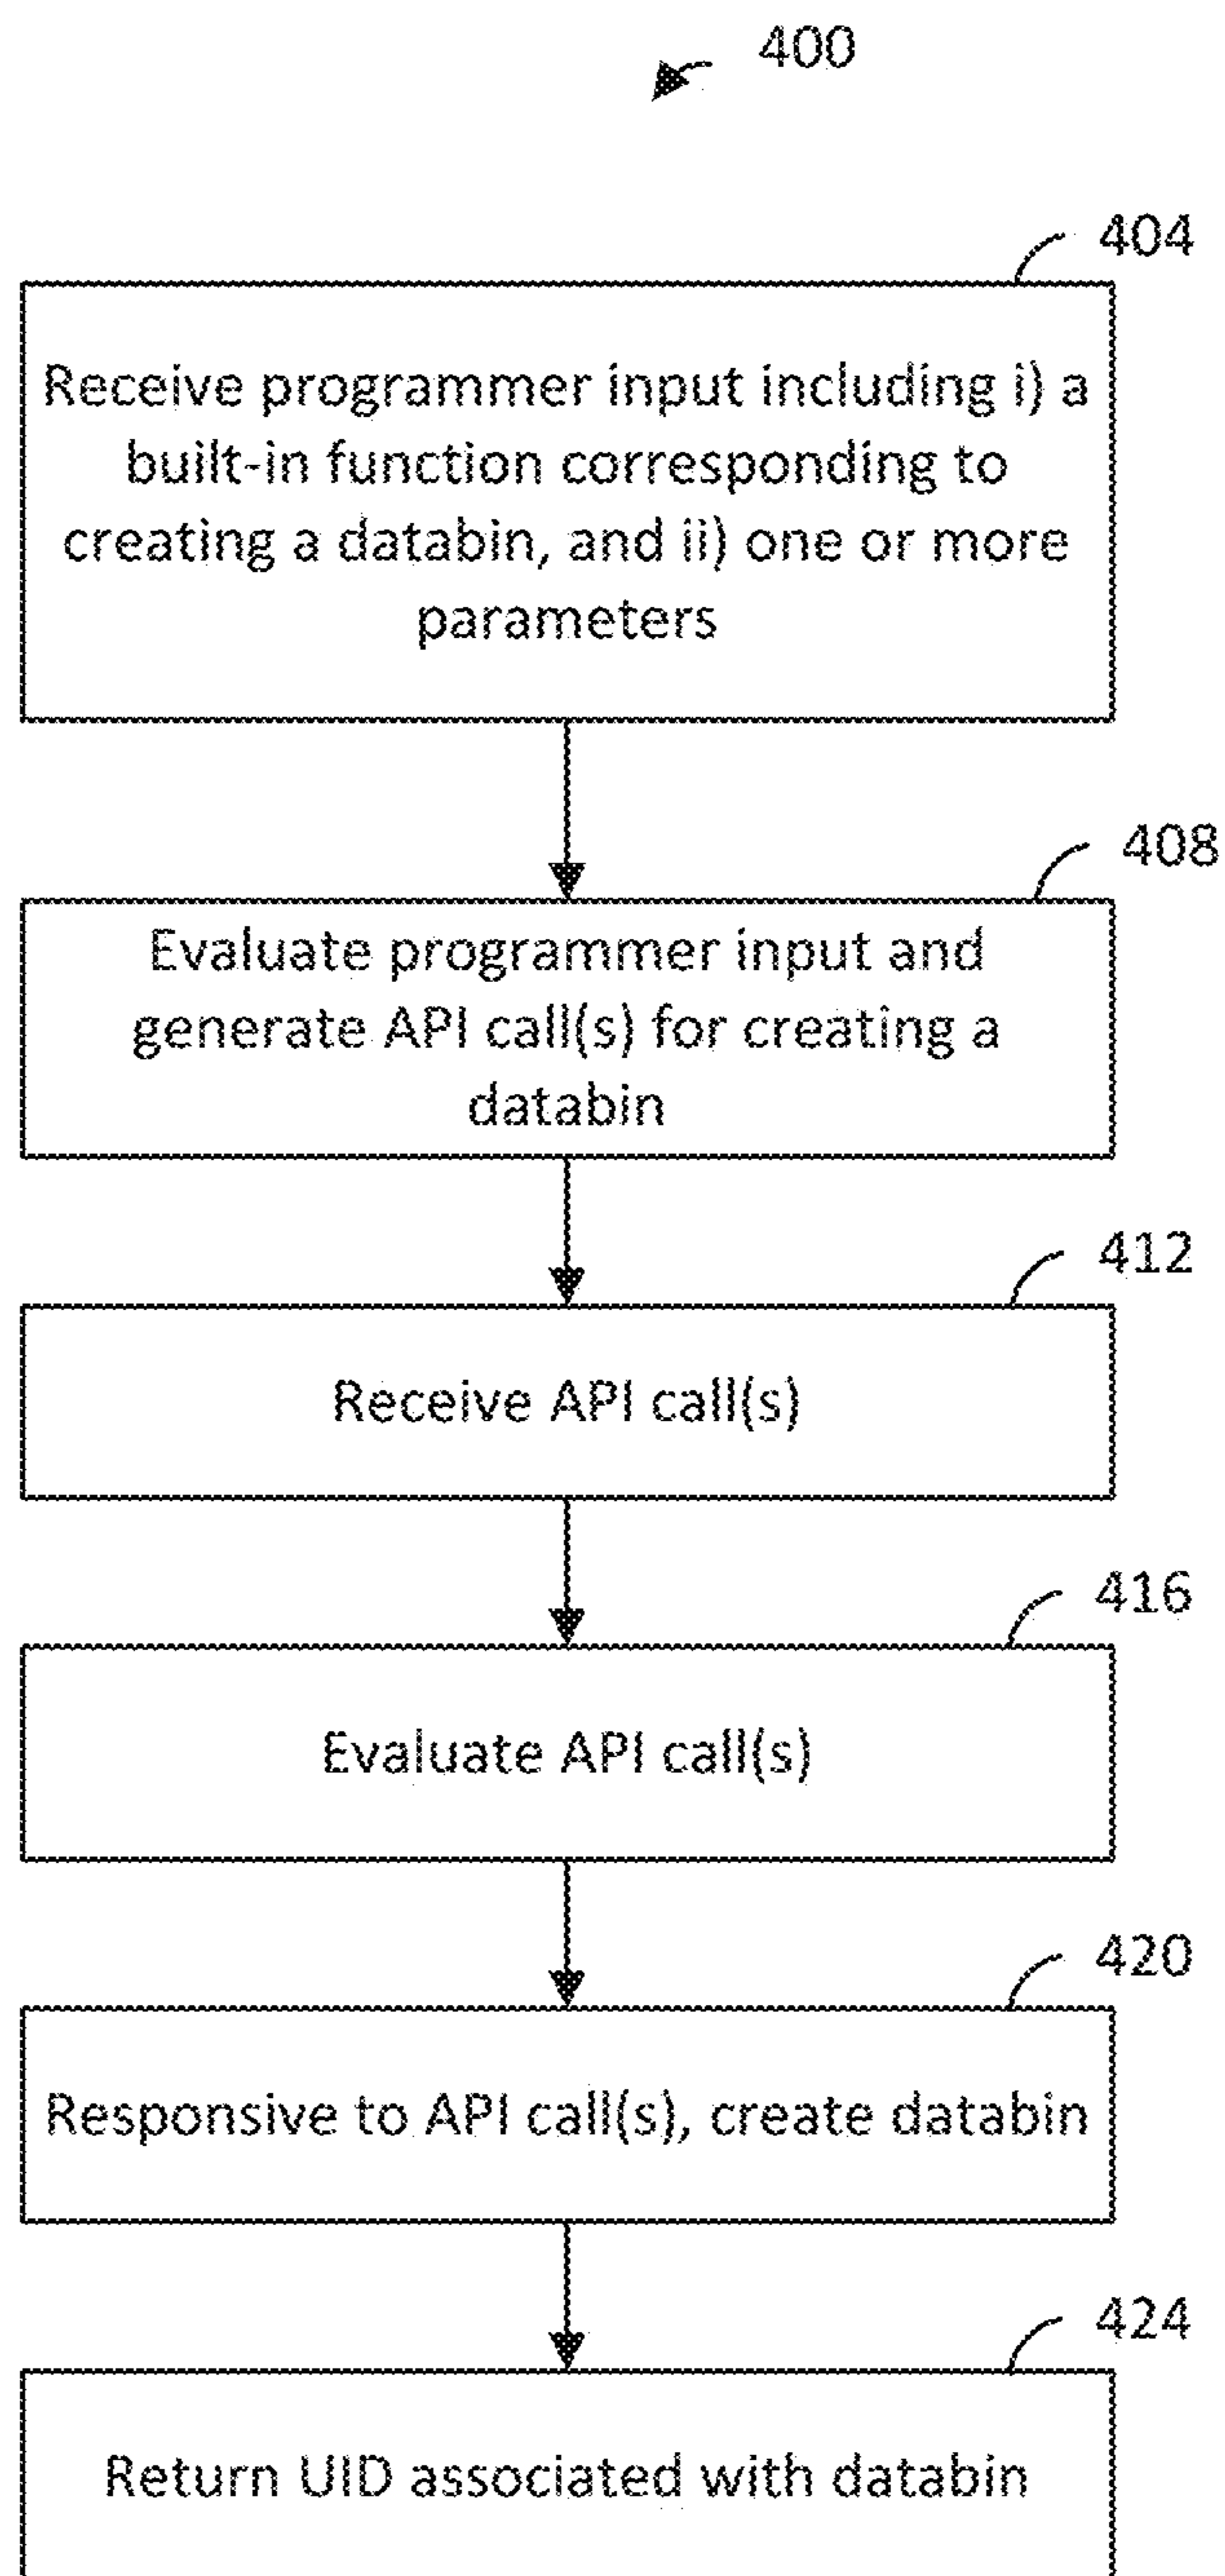 400
404
Receive programmer input including i) a
built-in function corresponding to
creating a databin, and ii) one or more
parameters
408
Evaluate programmer input and
generate API call(s) for creating a
databin
412
Receive API call(s)
416
Evaluate API call(s)
420
Responsive to API call(s), create databin
424
Return UID associated with databin